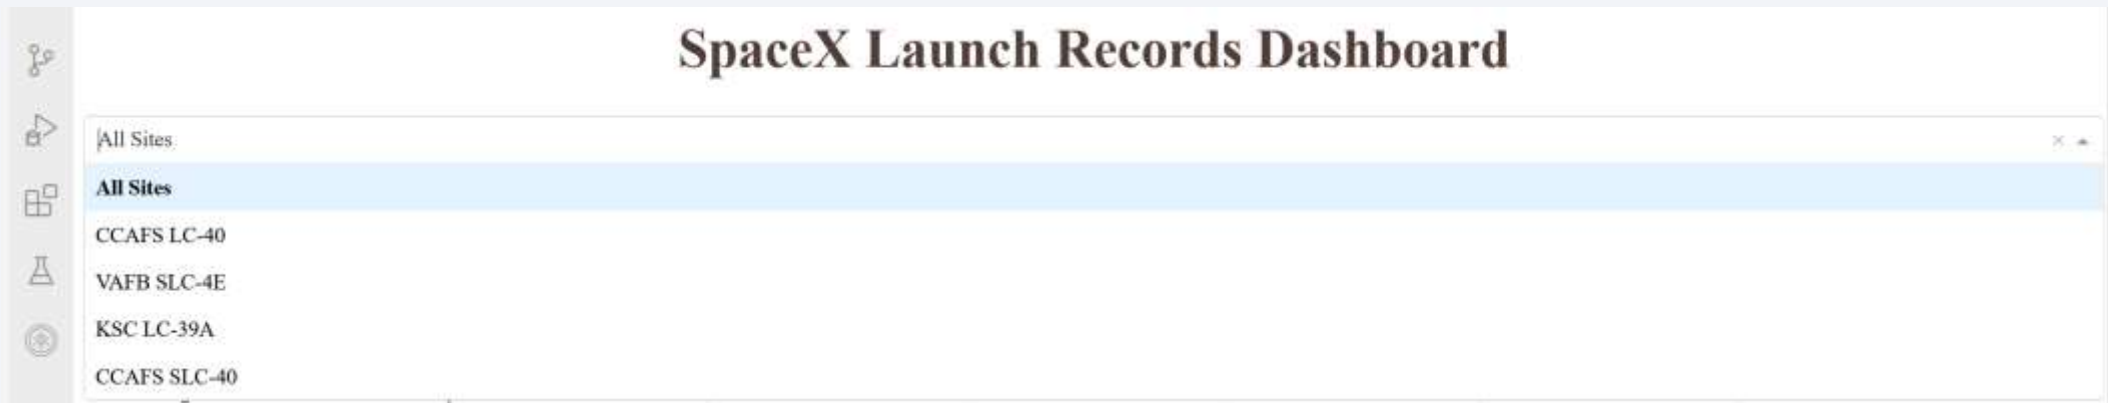 SpaceX Launch Records Dashboard
All Sites
All Sites
CCAFS LC-40
VAFB SLC-4E
KSC LC-39A
CCAFS SLC-40